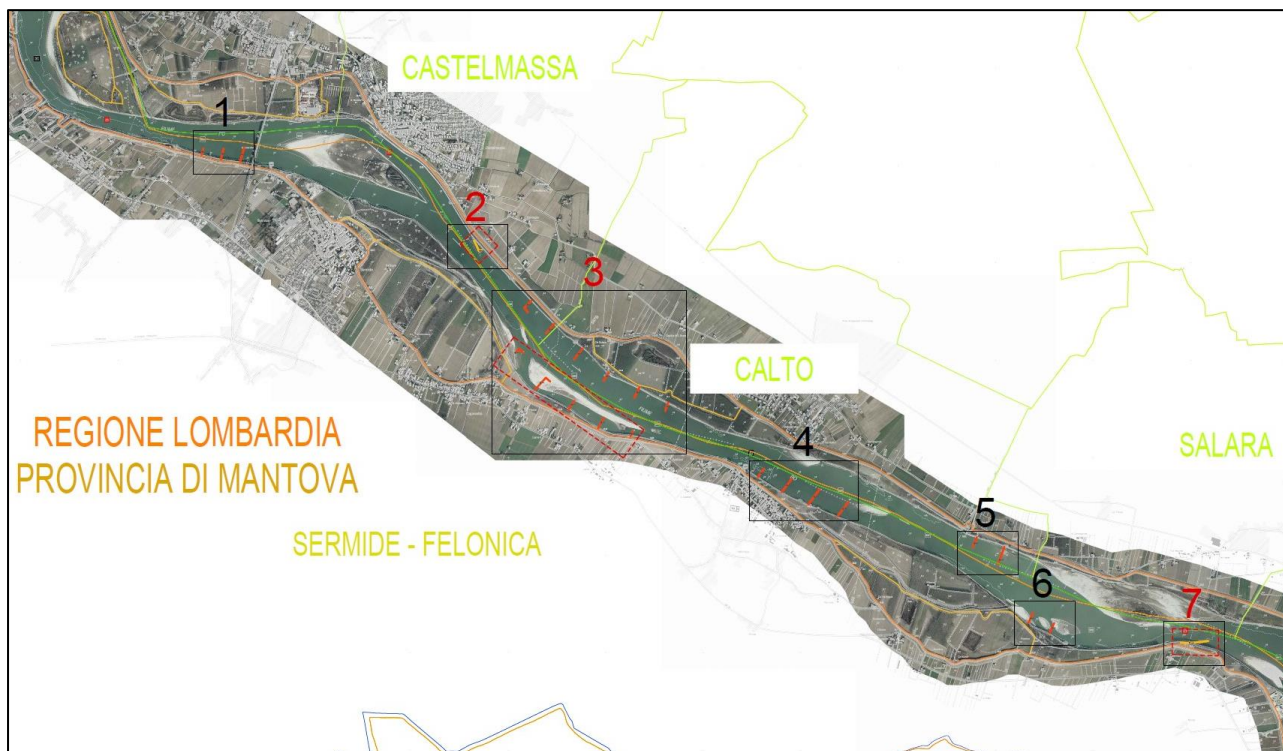 CASTELMASSA
1
2
3
CALTO
REGIONE LOMBARDIA
PROVINCIA DI MANTOVA
4
SALARA
SERMIDE - FELONICA
5
6
7